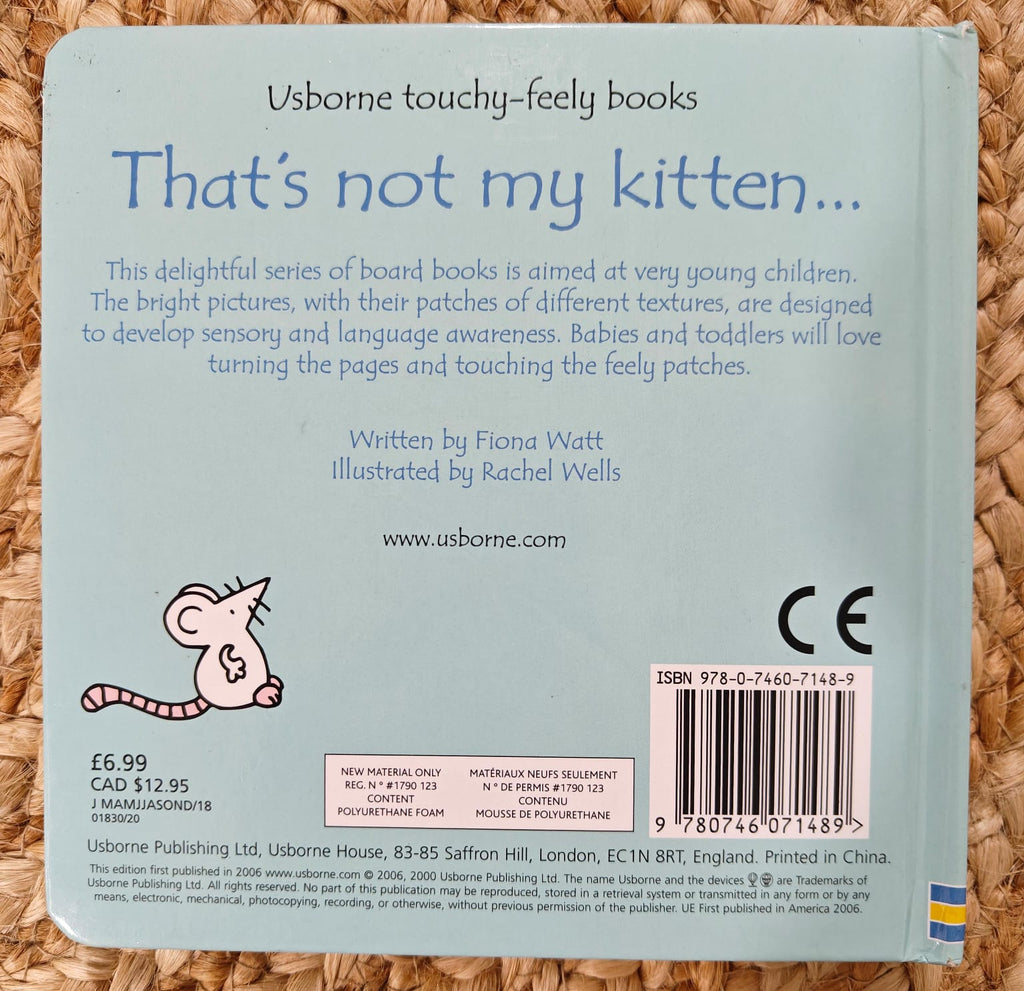 Usborne touchy-feely books
That's not my kitten...
This delightful series of board books is aimed at very young children.
The bright pictures, with their patches of different textures, are designed
to develop sensory and language awareness. Babies and toddlers will love
turning the pages and touching the feely patches.
Written by Fiona Watt
Illustrated by Rachel Wells
www.usborne.com
CE
ISBN 978-0-7460-7148-9
9 780746 071489 >
£6.99
CAD $12.95
J MAMJJASOND/18
01830/20
NEW MATERIAL ONLY
REG. N° #1790 123
CONTENT
POLYURETHANE FOAM
MATÉRIAUX NEUFS SEULEMENT
N° DE PERMIS #1790 123
CONTENU
MOUSSE DE POLYURETHANE
Usborne Publishing Ltd, Usborne House, 83-85 Saffron Hill, London, EC1N 8RT, England. Printed in China.
This edition first published in 2006 www.usborne.com © 2006, 2000 Usborne Publishing Ltd. The name Usborne and the devices are Trademarks of
Usborne Publishing Ltd. All rights reserved. No part of this publication may be reproduced, stored in a retrieval system or transmitted in any form or by any
means, electronic, mechanical, photocopying, recording, or otherwise, without previous permission of the publisher. UE First published in America 2006.